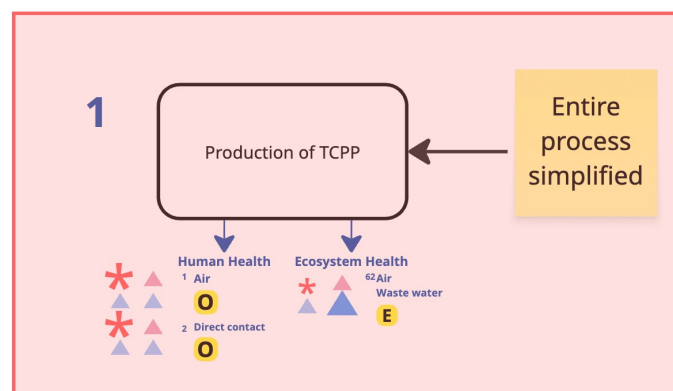 1
Production of TCPP
Entire
process
simplified
Human Health
1 Air
O
2 Direct contact
O
Ecosystem Health
62 Air
Waste water
E